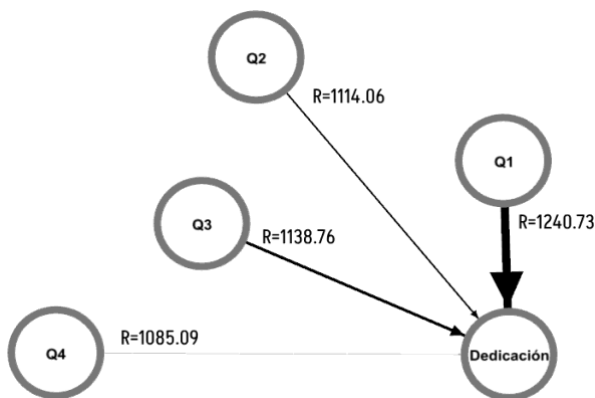 Q2
R=1114.06
Q1
R=1240.73
Q3
R=1138.76
R=1085.09
Q4
Dedicación